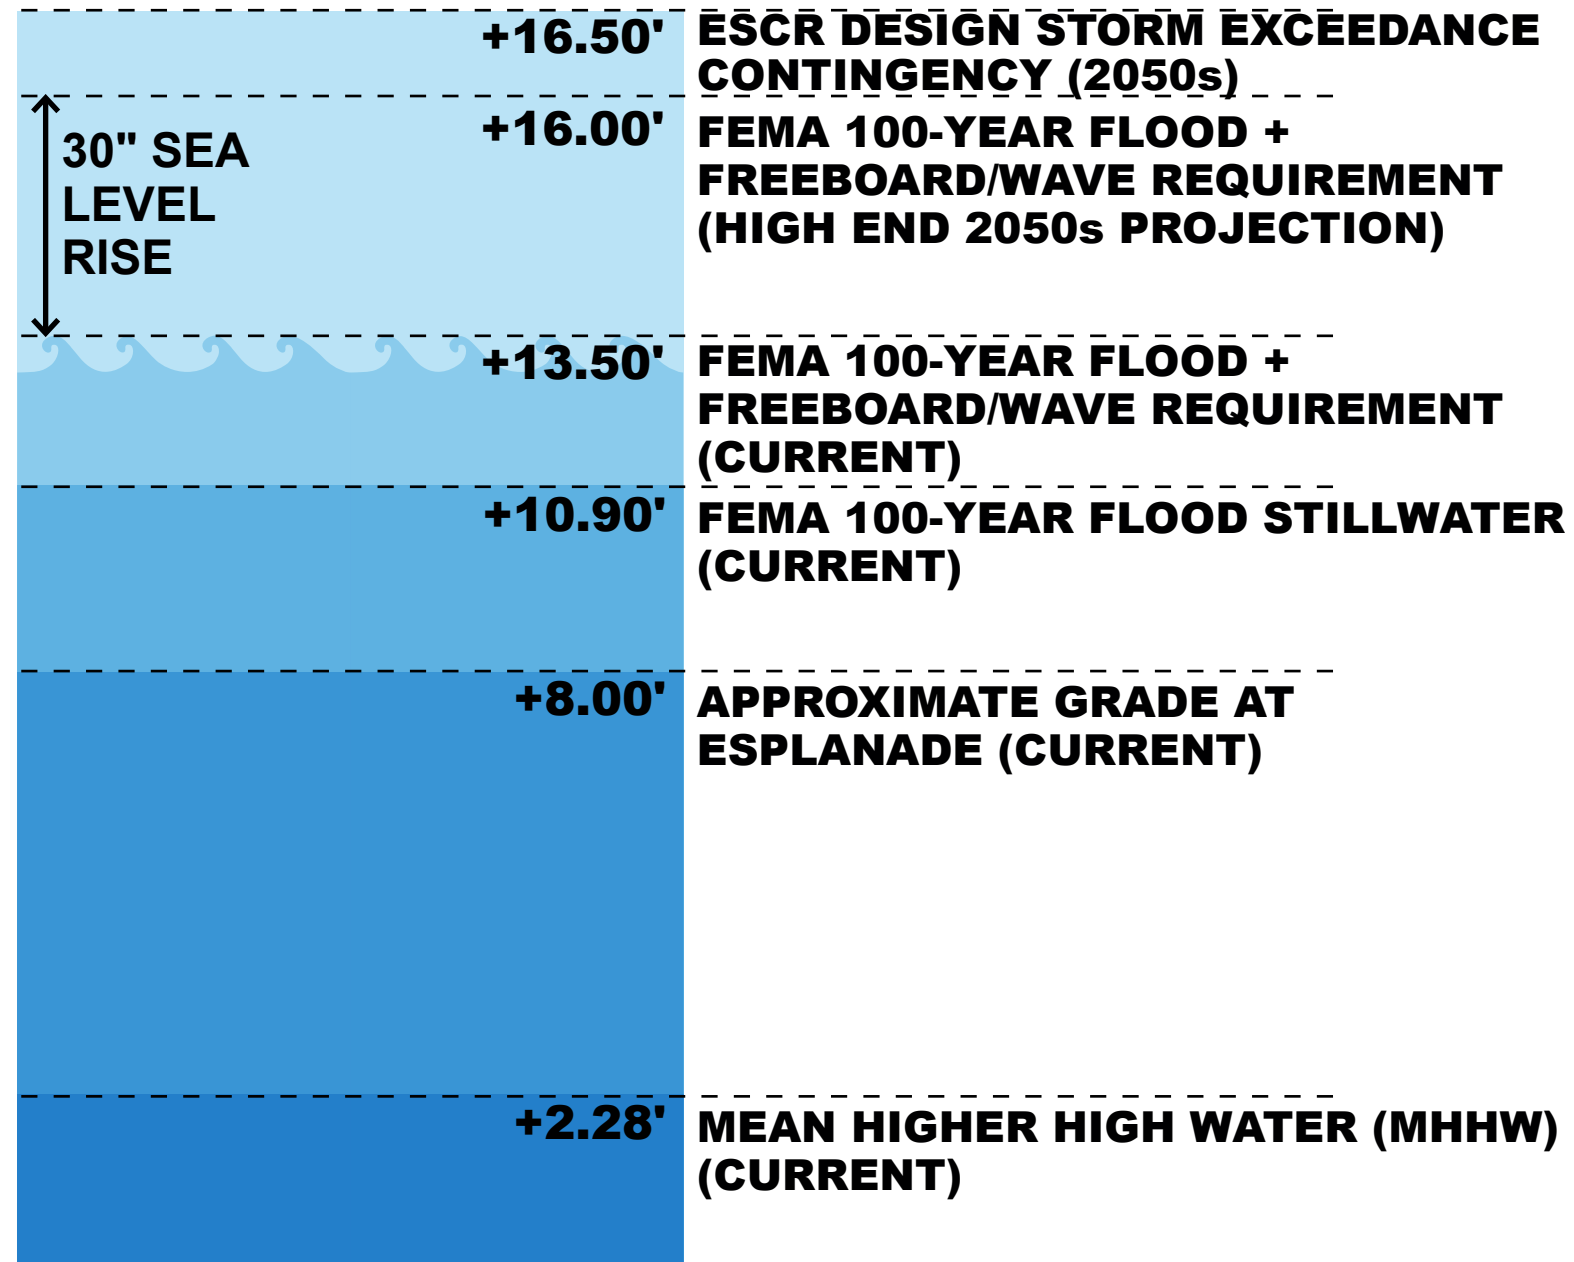 +16.50' ESCR DESIGN STORM EXCEEDANCE
CONTINGENCY (2050s)
30" SEA
LEVEL
RISE
+16.00' FEMA 100-YEAR FLOOD +
FREEBOARD/WAVE REQUIREMENT
(HIGH END 2050s PROJECTION)
+13.50' FEMA 100-YEAR FLOOD +
FREEBOARD/WAVE REQUIREMENT
(CURRENT)
+10.90' FEMA 100-YEAR FLOOD STILLWATER
(CURRENT)
+8.00' APPROXIMATE GRADE AT
ESPLANADE (CURRENT)
+2.28' MEAN HIGHER HIGH WATER (MHHW)
(CURRENT)